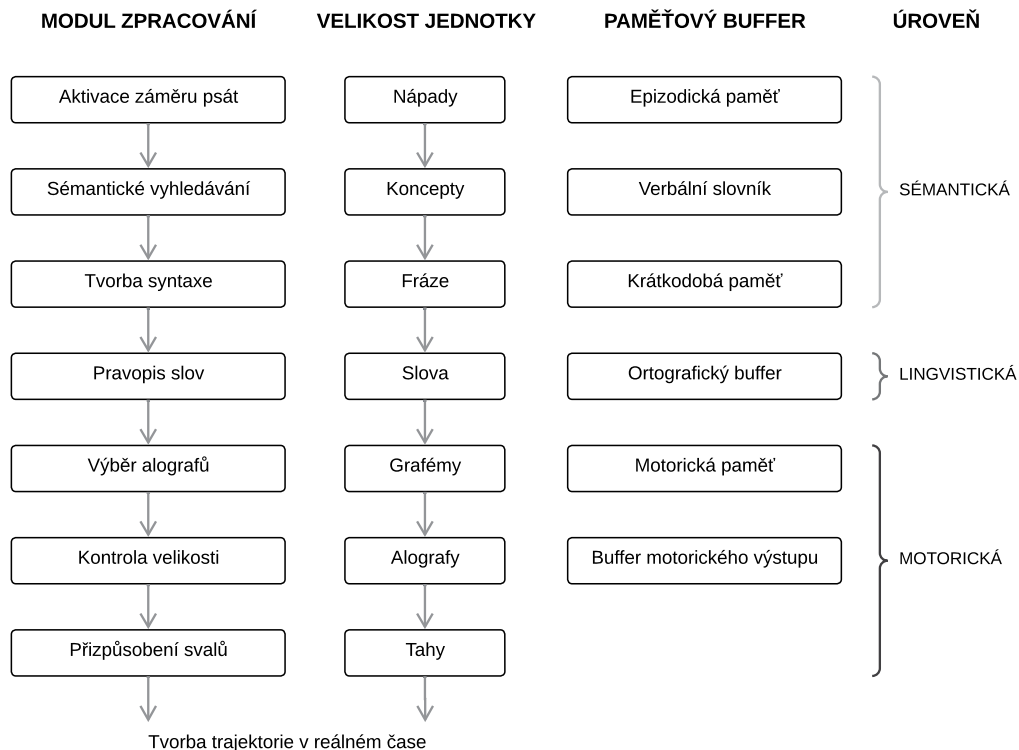 MODUL ZPRACOVÁNÍ VELIKOST JEDNOTKY PAMĚŤOVÝ BUFFER ÚROVEŇ
Aktivace záměru psát Nápady Epizodická paměť
Sémantické vyhledávání Koncepty Verbální slovník SÉMANTICKÁ
Tvorba syntaxe Fráze Krátkodobá paměť
Pravopis slov Slova Ortografický buffer LINGVISTICKÁ
Výběr alografů Grafémy Motorická paměť
Kontrola velikosti Alografy Buffer motorického výstupu MOTORICKÁ
Přizpůsobení svalů Tahy
Tvorba trajektorie v reálném čase